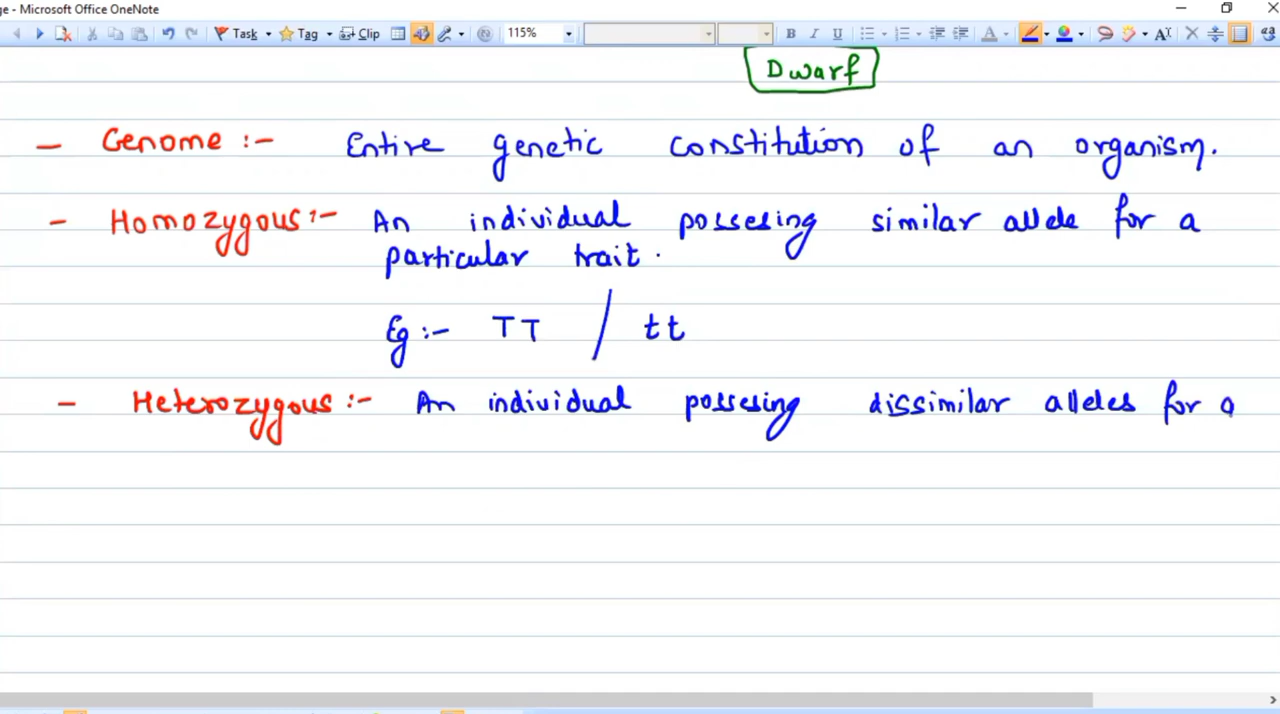 ge - Microsoft Office OneNote
Task Tag Clip 115% B I U
Dwarf
- Genome :- Entire genetic constitution of an organism.
- Homozygous :- An individual possesing similar allele for a
particular trait.
Eg :- TT / tt
- Heterozygous :- An individual possesing dissimilar alleles for a